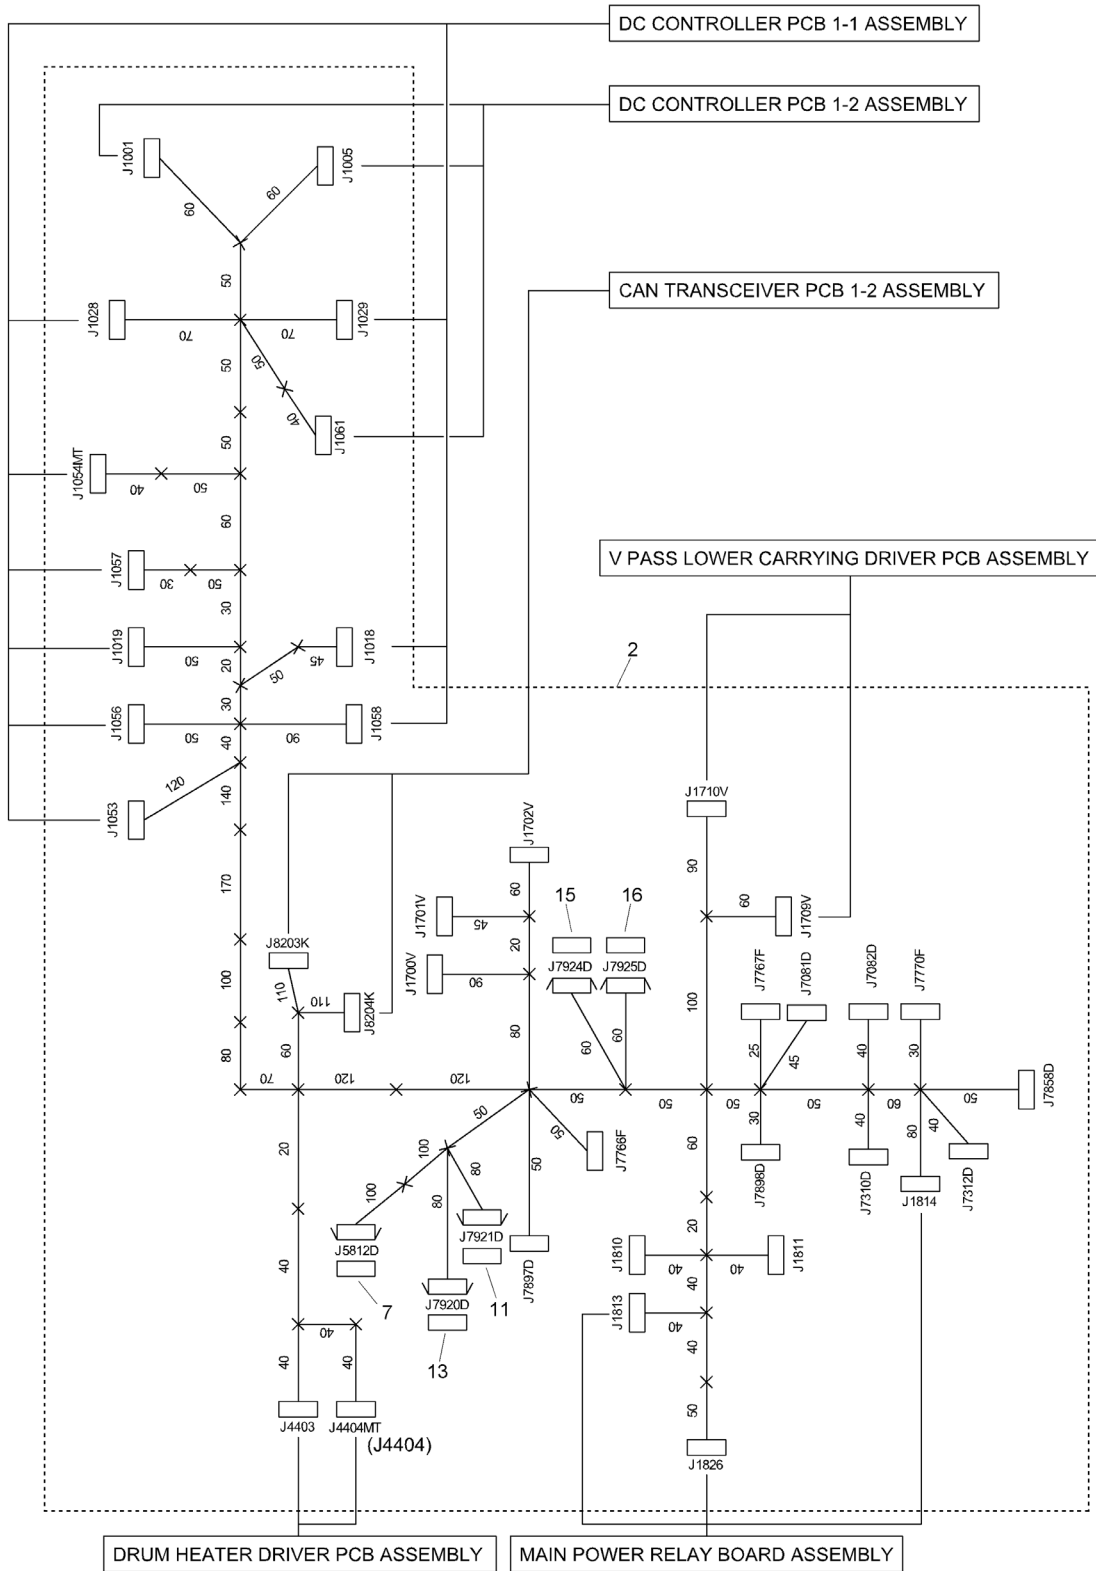 DC CONTROLLER PCB 1-1 ASSEMBLY
DC CONTROLLER PCB 1-2 ASSEMBLY
J1001
J1005
60
60
50
CAN TRANSCEIVER PCB 1-2 ASSEMBLY
J1028
70
70
J1029
50
50
40
J1061
50
J1054MT
40
50
60
V PASS LOWER CARRYING DRIVER PCB ASSEMBLY
J1057
30
50
30
J1019
50
20
50
45
J1018
2
30
J1056
50
90
J1058
40
120
140
J1053
J1710V
J1702V
170
60
90
15
16
J1701V
45
60
J1709V
J8203K
J1700V
90
20
J7924D
J7925D
J7767F
J7081D
J7082D
J7770F
100
110
110
J8204K
100
80
60
80
60
60
25
45
40
30
70
120
120
50
50
50
50
60
50
J7858D
20
50
100
50
50
J7766F
60
30
40
80
40
J7898D
J7310D
J1814
J7312D
100
80
80
J5812D
J7921D
J7897D
20
J1810
40
40
J1811
40
7
J7920D
11
40
J1813
40
13
40
40
40
40
50
J4403
J4404MT
(J4404)
J1826
DRUM HEATER DRIVER PCB ASSEMBLY
MAIN POWER RELAY BOARD ASSEMBLY